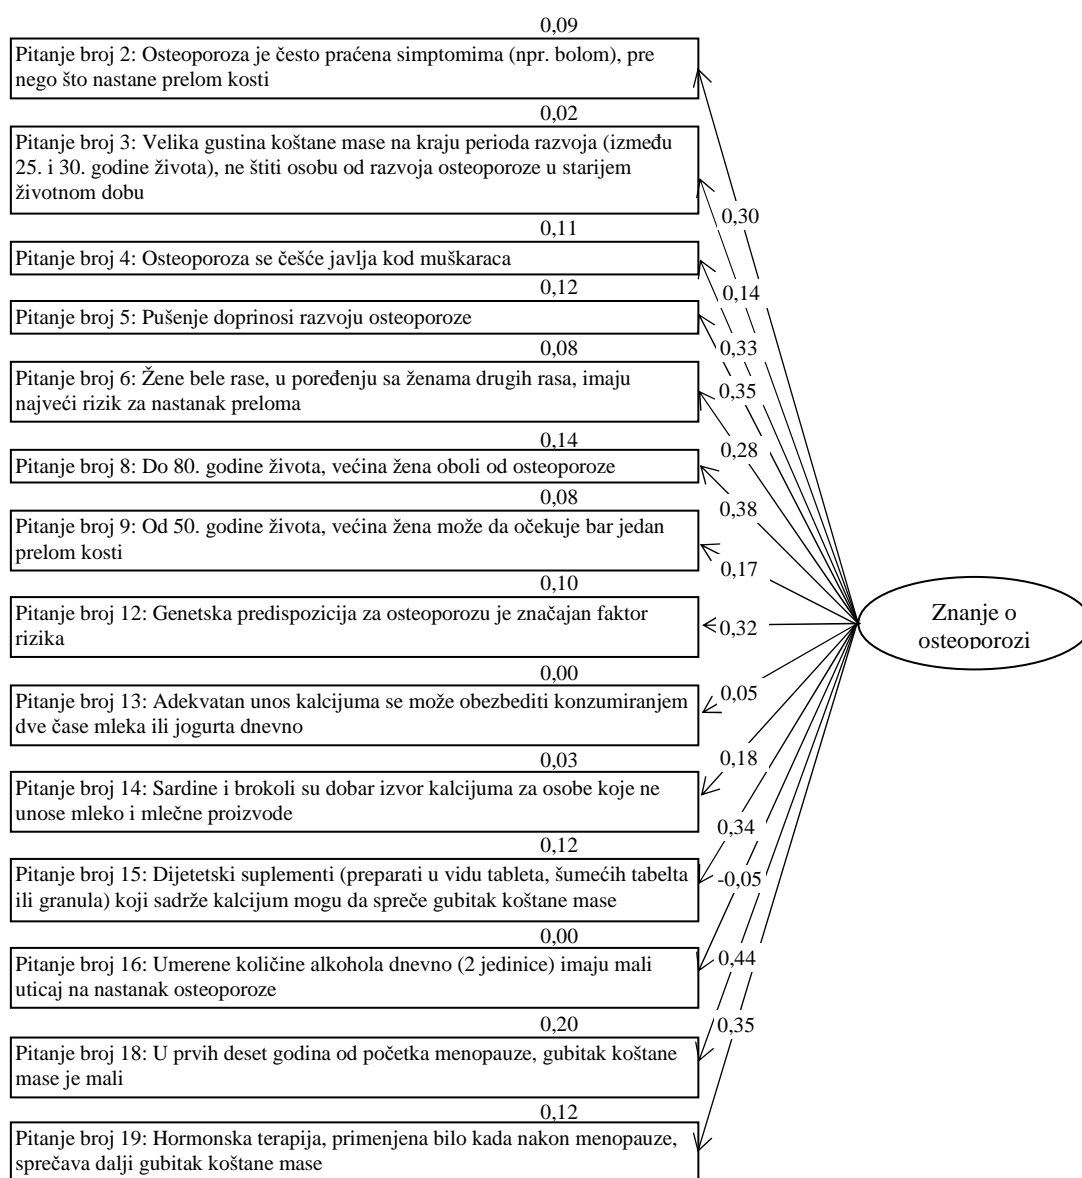 0,09
Pitanje broj 2: Osteoporoza je često praćena simptomima (npr. bolom), pre
nego što nastane prelom kosti
0,02
Pitanje broj 3: Velika gustina koštane mase na kraju perioda razvoja (između
25. i 30. godine života), ne štiti osobu od razvoja osteoporoze u starijem
životnom dobu
0,30
0,11
Pitanje broj 4: Osteoporoza se češće javlja kod muškaraca
0,14
0,12
Pitanje broj 5: Pušenje doprinosi razvoju osteoporoze
0,33
0,08
Pitanje broj 6: Žene bele rase, u poređenju sa ženama drugih rasa, imaju
najveći rizik za nastanak preloma
0,35
0,14
Pitanje broj 8: Do 80. godine života, većina žena oboli od osteoporoze
0,28
0,08
0,38
Pitanje broj 9: Od 50. godine života, većina žena može da očekuje bar jedan
prelom kosti
0,17
0,10
Pitanje broj 12: Genetska predispozicija za osteoporozu je značajan faktor
rizika
0,32
Znanje o
osteoporozi
0,00
Pitanje broj 13: Adekvatan unos kalcijuma se može obezbediti konzumiranjem
dve čase mleka ili jogurta dnevno
0,05
0,03
0,18
Pitanje broj 14: Sardine i brokoli su dobar izvor kalcijuma za osobe koje ne
unose mleko i mlečne proizvode
0,34
0,12
Pitanje broj 15: Dijetetski suplementi (preparati u vidu tableta, šumećih tabelta
ili granula) koji sadrže kalcijum mogu da spreče gubitak koštane mase
-0,05
0,00
Pitanje broj 16: Umerene količine alkohola dnevno (2 jedinice) imaju mali
uticaj na nastanak osteoporoze
0,44
0,20
0,35
Pitanje broj 18: U prvih deset godina od početka menopauze, gubitak koštane
mase je mali
0,12
Pitanje broj 19: Hormonska terapija, primenjena bilo kada nakon menopauze,
sprečava dalji gubitak koštane mase